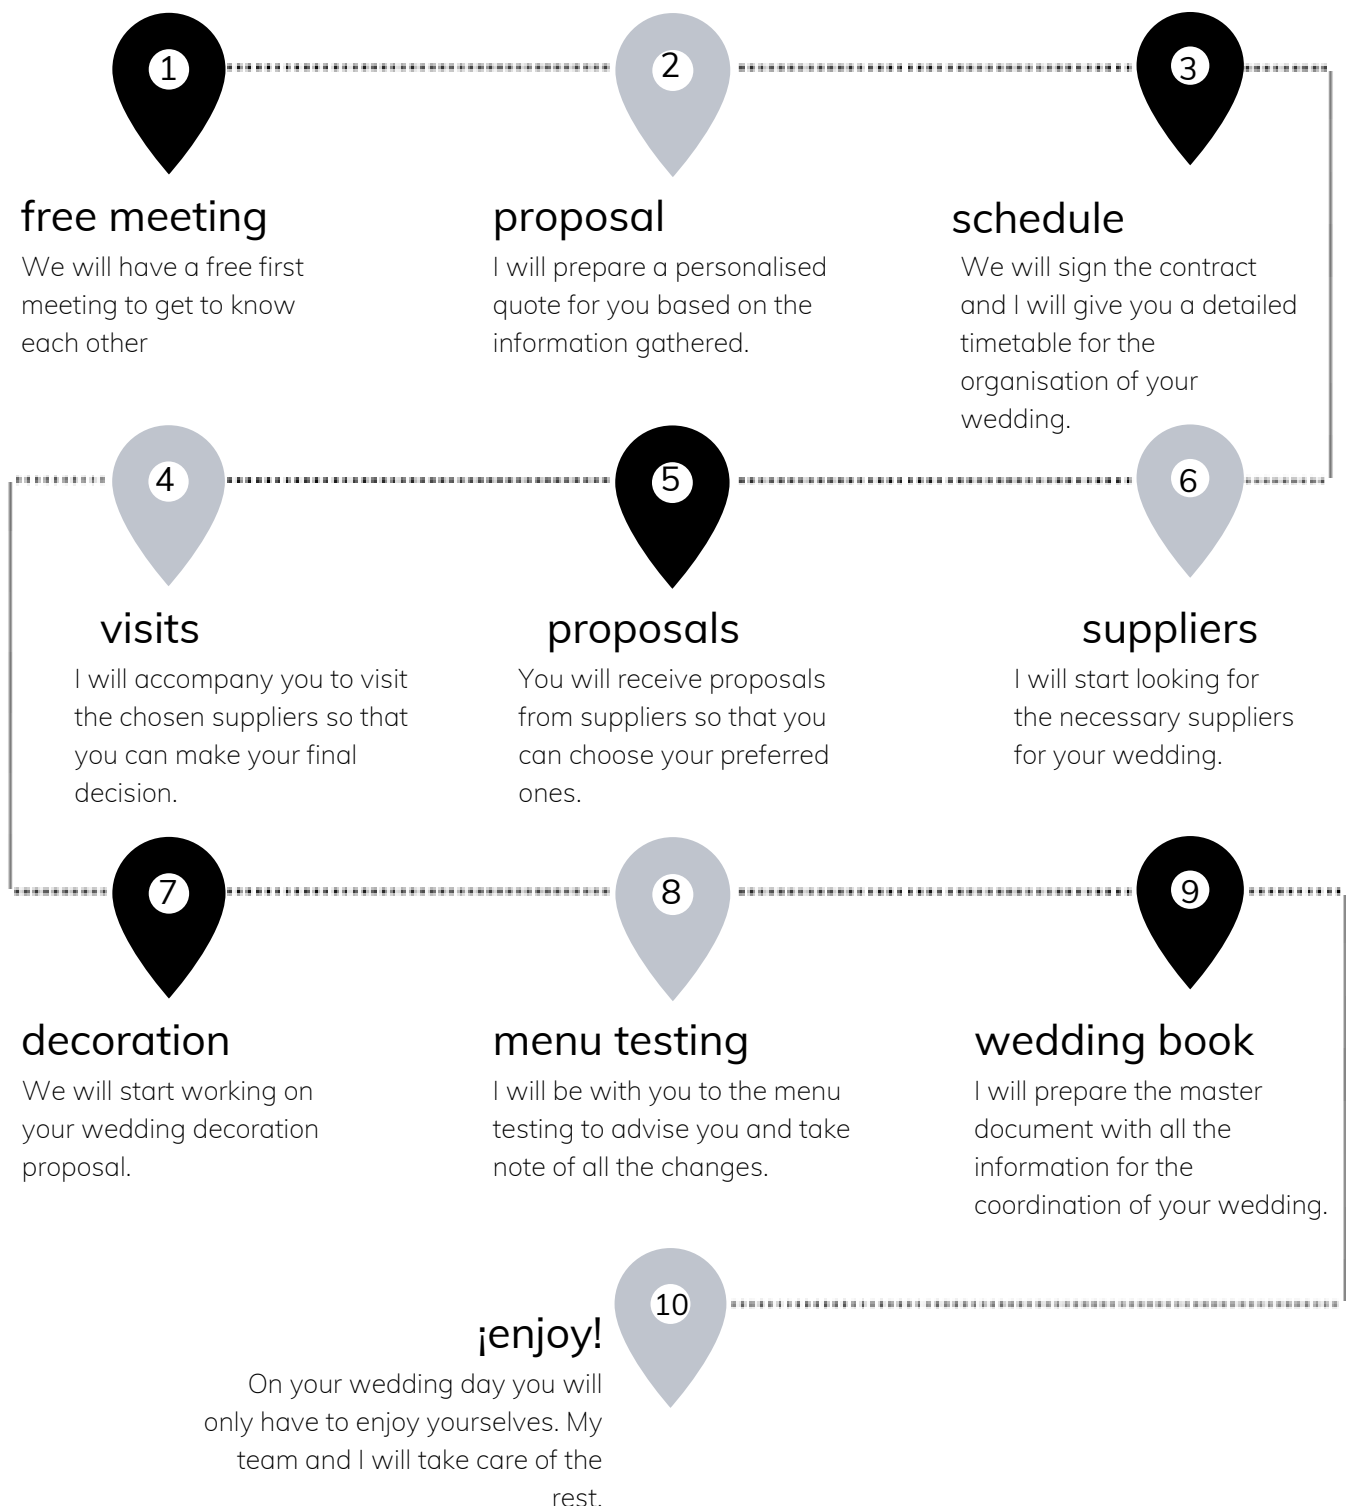 1
free meeting
We will have a free first
meeting to get to know
each other
2
proposal
I will prepare a personalised
quote for you based on the
information gathered.
3
schedule
We will sign the contract
and I will give you a detailed
timetable for the
organisation of your
wedding.
4
visits
I will accompany you to visit
the chosen suppliers so that
you can make your final
decision.
5
proposals
You will receive proposals
from suppliers so that you
can choose your preferred
ones.
6
suppliers
I will start looking for
the necessary suppliers
for your wedding.
7
decoration
We will start working on
your wedding decoration
proposal.
8
menu testing
I will be with you to the menu
testing to advise you and take
note of all the changes.
9
wedding book
I will prepare the master
document with all the
information for the
coordination of your wedding.
10
¡enjoy!
On your wedding day you will
only have to enjoy yourselves. My
team and I will take care of the
rest.